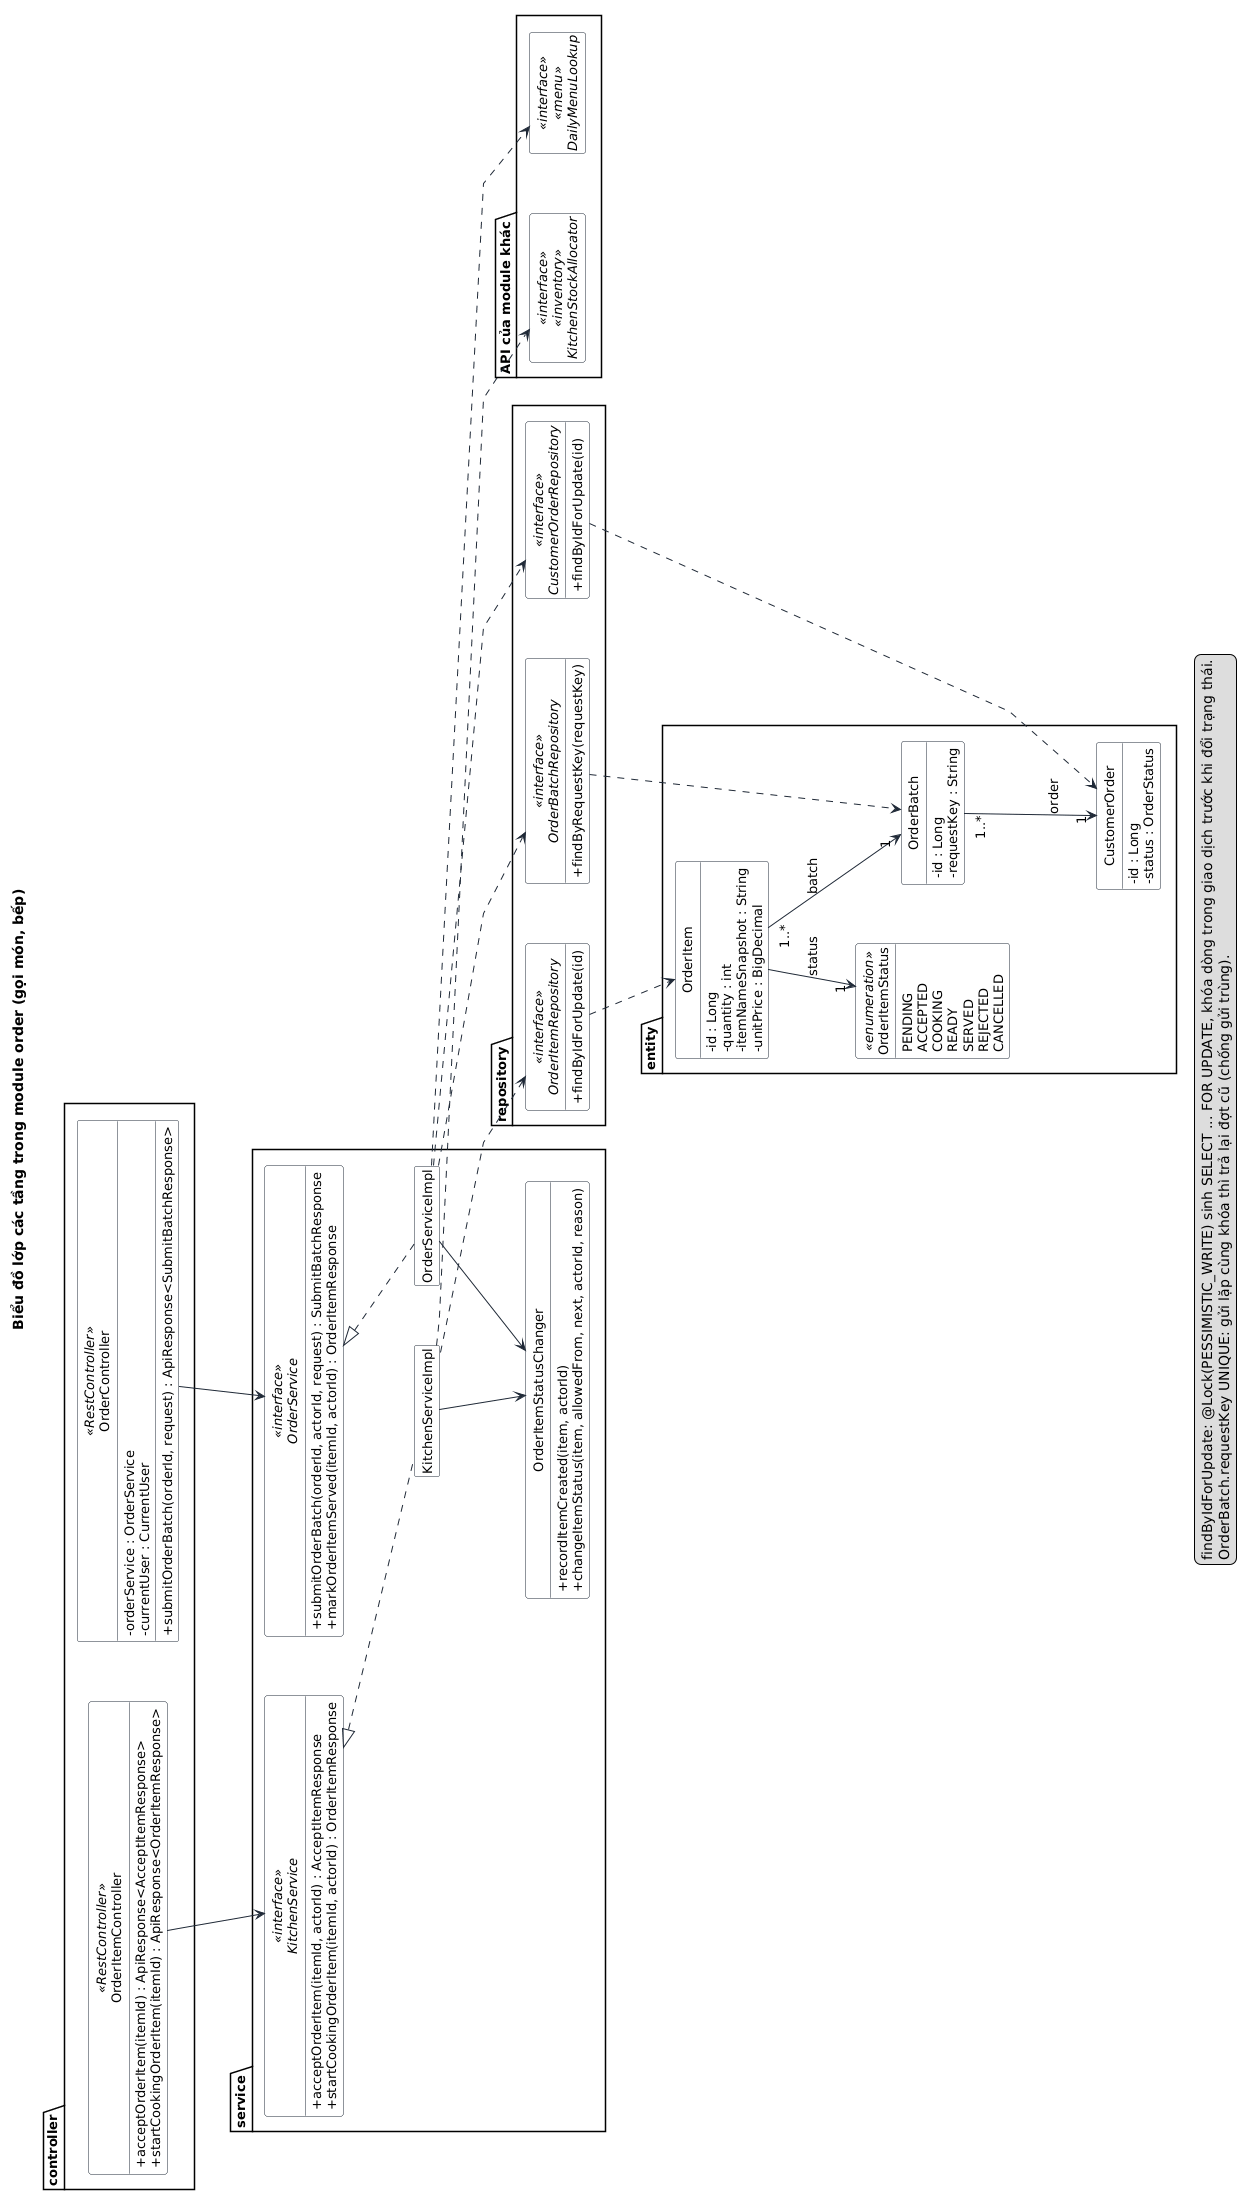 Biểu đồ lớp các tầng trong module order (gọi món, bếp)
controller
«RestController»
OrderItemController
+acceptOrderItem(itemId) : ApiResponse<AcceptItemResponse>
+startCookingOrderItem(itemId) : ApiResponse<OrderItemResponse>
«RestController»
OrderController
-orderService : OrderService
-currentUser : CurrentUser
+submitOrderBatch(orderId, request) : ApiResponse<SubmitBatchResponse>
service
«interface»
KitchenService
+acceptOrderItem(itemId, actorId) : AcceptItemResponse
+startCookingOrderItem(itemId, actorId) : OrderItemResponse
«interface»
OrderService
+submitOrderBatch(orderId, actorId, request) : SubmitBatchResponse
+markOrderItemServed(itemId, actorId) : OrderItemResponse
KitchenServiceImpl
OrderServiceImpl
OrderItemStatusChanger
+recordItemCreated(item, actorId)
+changeItemStatus(item, allowedFrom, next, actorId, reason)
repository
«interface»
OrderItemRepository
+findByIdForUpdate(id)
«interface»
OrderBatchRepository
+findByRequestKey(requestKey)
«interface»
CustomerOrderRepository
+findByIdForUpdate(id)
API của module khác
«interface»
«inventory»
KitchenStockAllocator
«interface»
«menu»
DailyMenuLookup
entity
OrderItem
-id : Long
-quantity : int
-itemNameSnapshot : String
-unitPrice : BigDecimal
status
1
1..*
batch
1
«enumeration»
OrderItemStatus
PENDING
ACCEPTED
COOKING
READY
SERVED
REJECTED
CANCELLED
OrderBatch
-id : Long
-requestKey : String
1..*
order
1
CustomerOrder
-id : Long
-status : OrderStatus
findByIdForUpdate: @Lock(PESSIMISTIC_WRITE) sinh SELECT ... FOR UPDATE, khóa dòng trong giao dịch trước khi đổi trạng thái.
OrderBatch.requestKey UNIQUE: gửi lặp cùng khóa thì trả lại đợt cũ (chống gửi trùng).